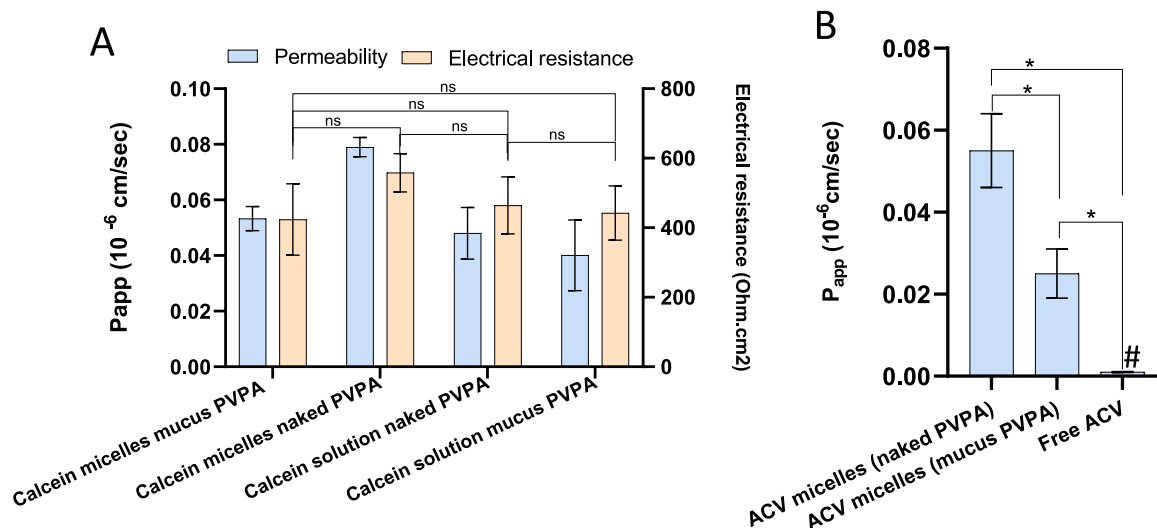 A
Permeability
Electrical resistance
0.10
0.08
0.06
0.04
0.02
0.00
Papp (10 -6 cm/sec)
ns
ns
ns
ns
ns
800
600
400
200
0
Electrical resistance (Ohm.cm2)
Calcein micelles mucus PVPA
Calcein micelles naked PVPA
Calcein solution naked PVPA
Calcein solution mucus PVPA
B
0.08
0.06
0.04
0.02
0.00
Papp (10-6cm/sec)
*
*
*
#
ACV micelles (naked PVPA)
ACV micelles (mucus PVPA)
Free ACV